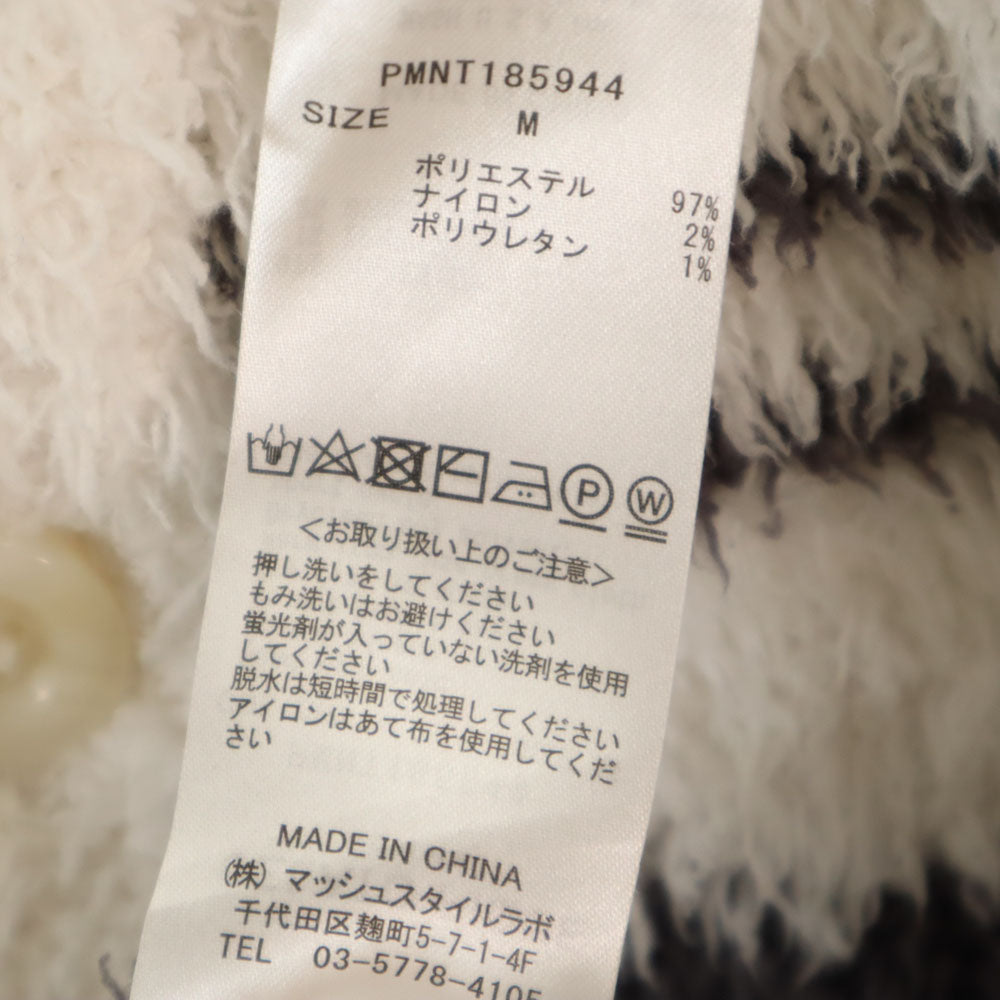 PMNT185944
SIZE M
ポリエステル 97%
ナイロン 2%
ポリウレタン 1%
P W
<お取り扱い上のご注意>
押し洗いをしてください
もみ洗いはお避けください
蛍光剤が入っていない洗剤を使用
してください
脱水は短時間で処理してください
アイロンはあて布を使用してくだ
さい
MADE IN CHINA
(株) マッシュスタイルラボ
千代田区麹町5-7-1-4F
TEL 03-5778-4105